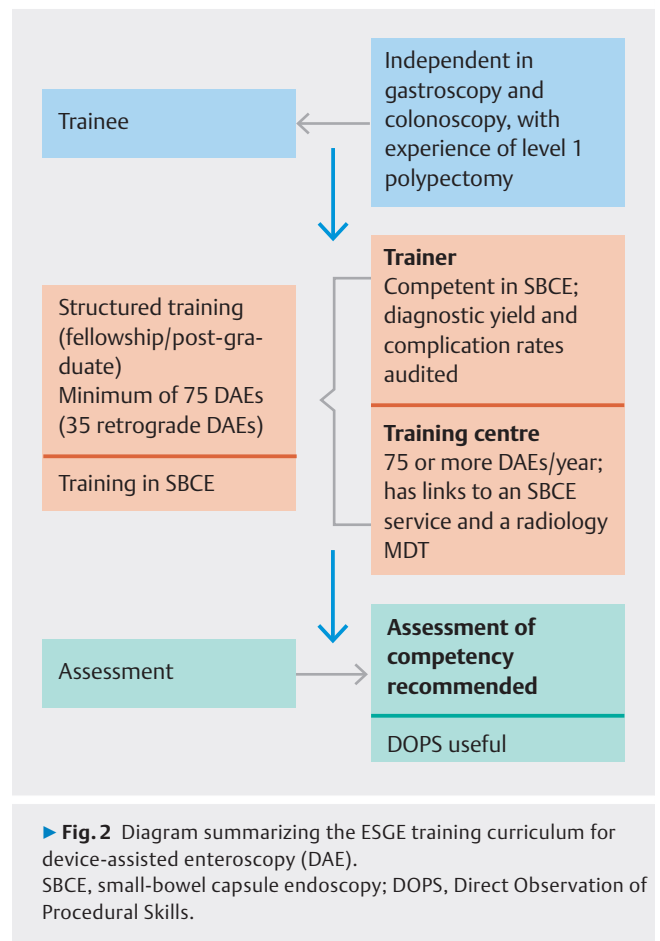 Trainee
Independent in
gastroscopy and
colonoscopy, with
experience of level 1
polypectomy
Structured training
(fellowship/post-gra-
duate)
Minimum of 75 DAEs
(35 retrograde DAEs)
Training in SBCE
Trainer
Competent in SBCE;
diagnostic yield and
complication rates
audited
Training centre
75 or more DAEs/year;
has links to an SBCE
service and a radiology
MDT
Assessment
Assessment of
competency
recommended
DOPS useful
▶ Fig. 2 Diagram summarizing the ESGE training curriculum for
device-assisted enteroscopy (DAE).
SBCE, small-bowel capsule endoscopy; DOPS, Direct Observation of
Procedural Skills.